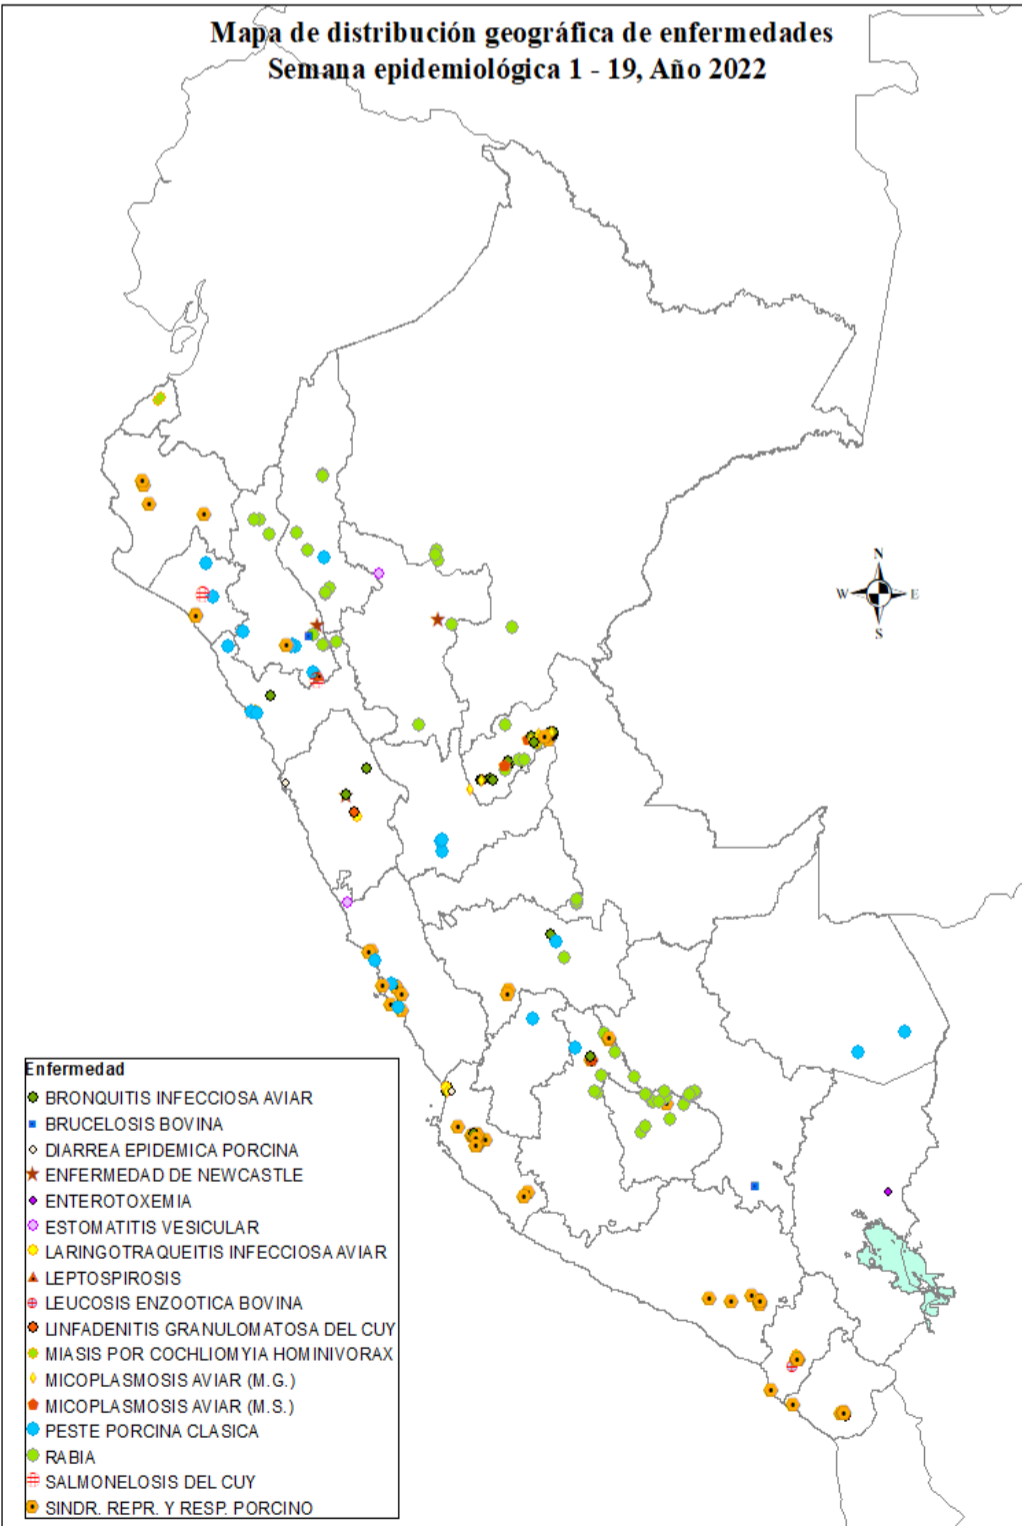 Mapa de distribución geográfica de enfermedades
Semana epidemiológica 1 - 19, Año 2022
N
W E
S
Enfermedad
BRONQUITIS INFECCIOSA AVIAR
BRUCELOSIS BOVINA
DIARREA EPIDEMICA PORCINA
ENFERMEDAD DE NEWCASTLE
ENTEROTOXEMIA
ESTOMATITIS VESICULAR
LARINGOTRAQUEITIS INFECCIOSA AVIAR
LEPTOSPIROSIS
LEUCOSIS ENZOOTICA BOVINA
LINFADENITIS GRANULOMATOSA DEL CUY
MIASIS POR COCHLIOMYIA HOMINIVORAX
MICOPLASMOSIS AVIAR (M.G.)
MICOPLASMOSIS AVIAR (M.S.)
PESTE PORCINA CLASICA
RABIA
SALMONELOSIS DEL CUY
SINDR. REPR. Y RESP. PORCINO